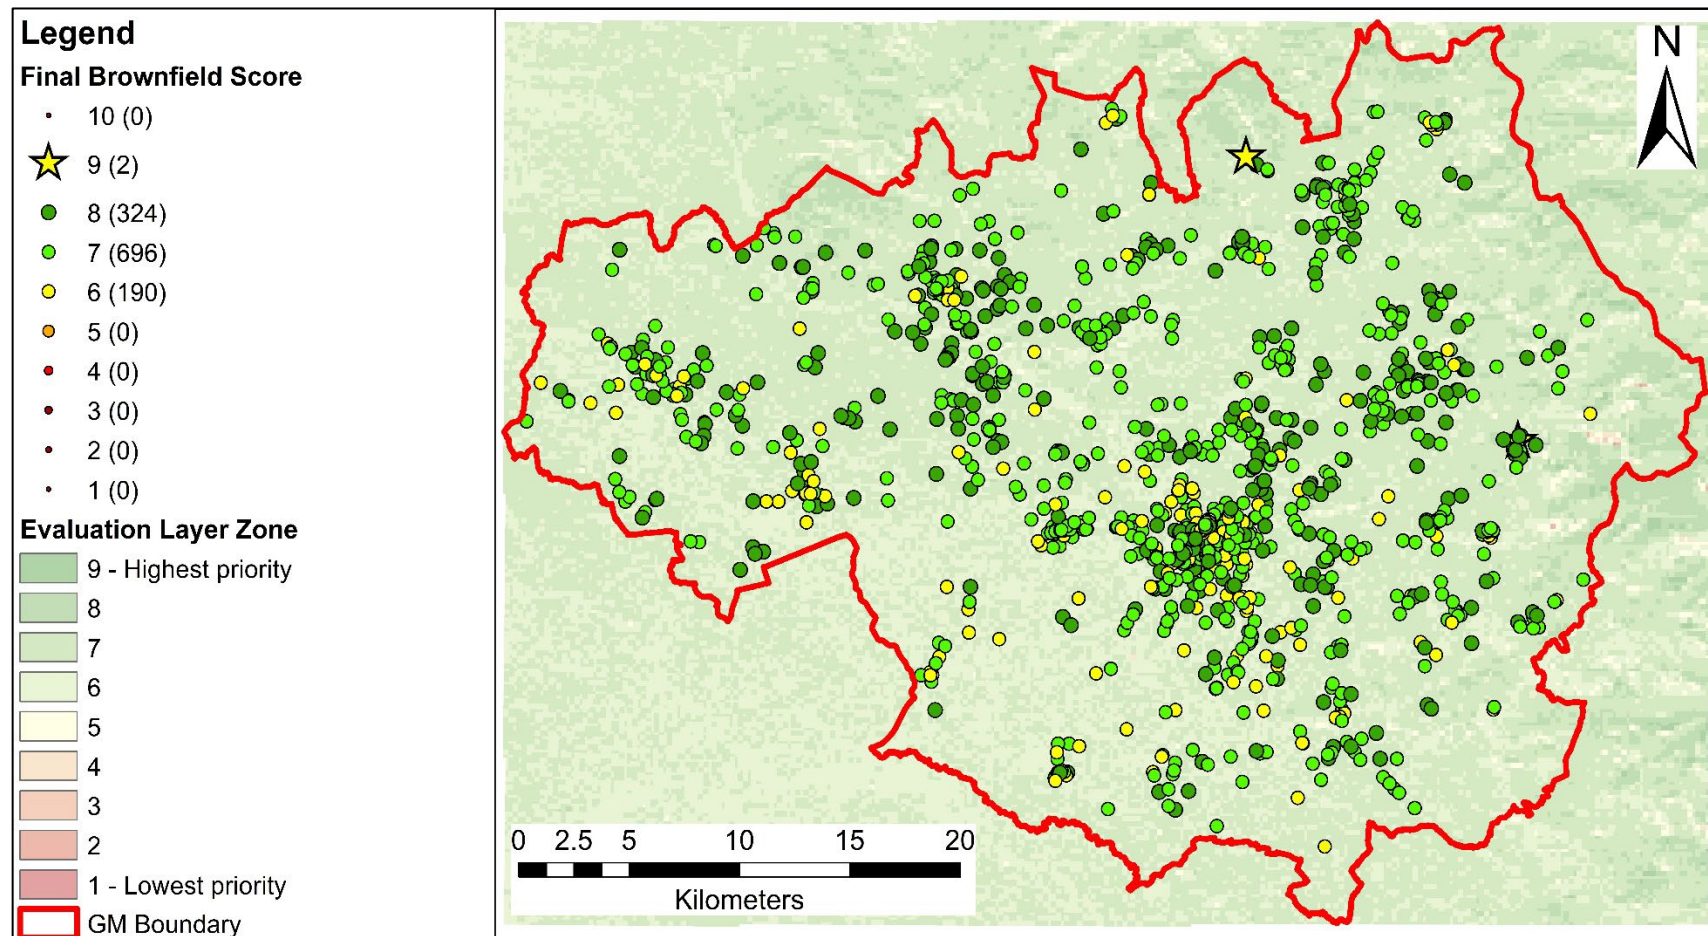 Legend
Final Brownfield Score
10 (0)
9 (2)
8 (324)
7 (696)
6 (190)
5 (0)
4 (0)
3 (0)
2 (0)
1 (0)
Evaluation Layer Zone
9 - Highest priority
8
7
6
5
4
3
2
1 - Lowest priority
GM Boundary
N
0 2.5 5 10 15 20
Kilometers